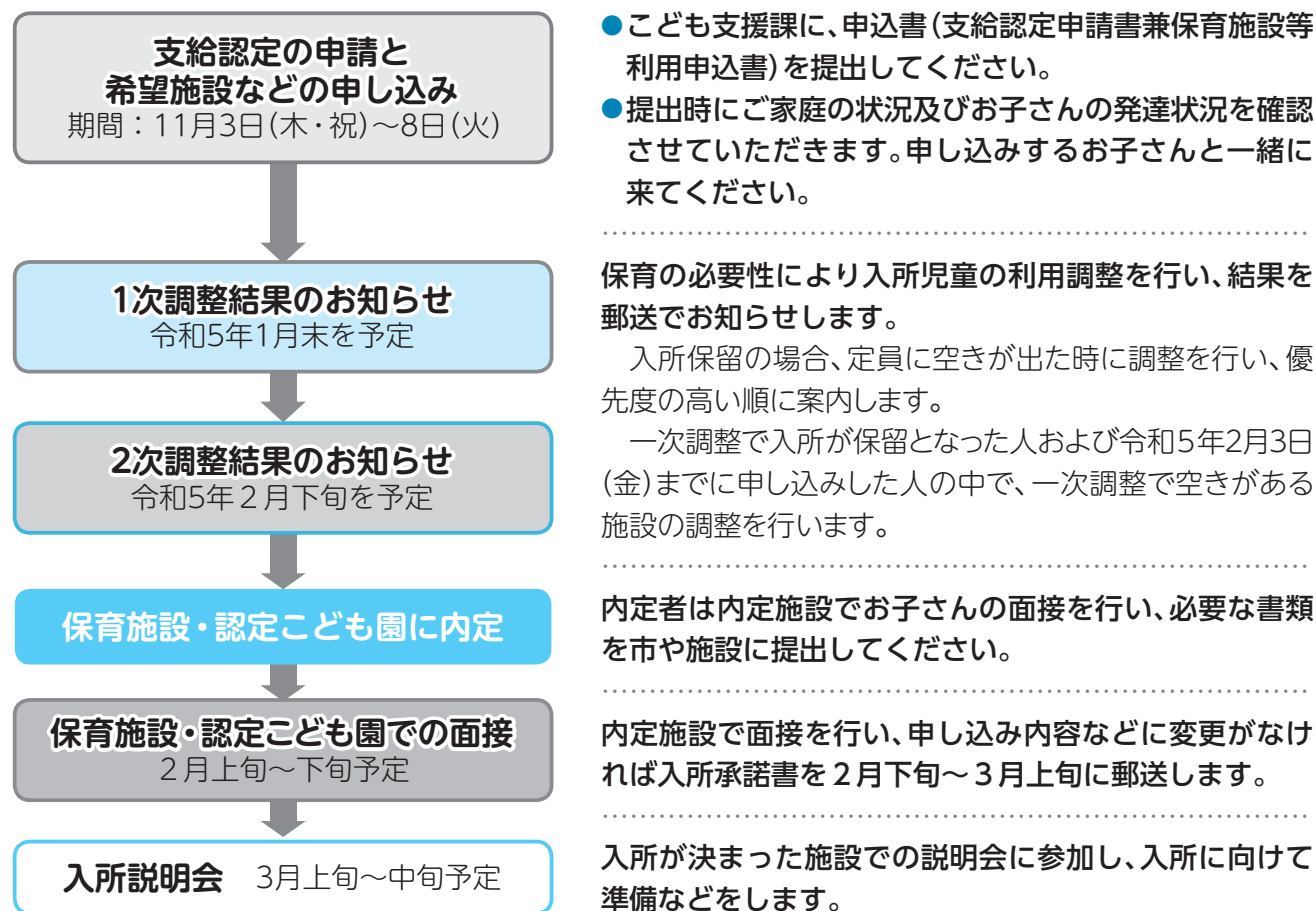 支給認定の申請と
希望施設などの申し込み
期間：11月3日(木・祝)～8日(火)
●こども支援課に、申込書(支給認定申請書兼保育施設等
利用申込書)を提出してください。
●提出時にご家庭の状況及びお子さんの発達状況を確認
させていただきます。申し込みするお子さんと一緒に
来てください。
1次調整結果のお知らせ
令和5年1月末を予定
保育の必要性により入所児童の利用調整を行い、結果を
郵送でお知らせします。
入所保留の場合、定員に空きが出た時に調整を行い、優
先度の高い順に案内します。
2次調整結果のお知らせ
令和5年２月下旬を予定
一次調整で入所が保留となった人および令和５年2月3日
(金)までに申し込みした人の中で、一次調整で空きがある
施設の調整を行います。
保育施設・認定こども園に内定
内定者は内定施設でお子さんの面接を行い、必要な書類
を市や施設に提出してください。
保育施設・認定こども園での面接
２月上旬～下旬予定
内定施設で面接を行い、申し込み内容などに変更がなけ
れば入所承諾書を２月下旬～３月上旬に郵送します。
入所説明会 3月上旬～中旬予定
入所が決まった施設での説明会に参加し、入所に向けて
準備などをします。